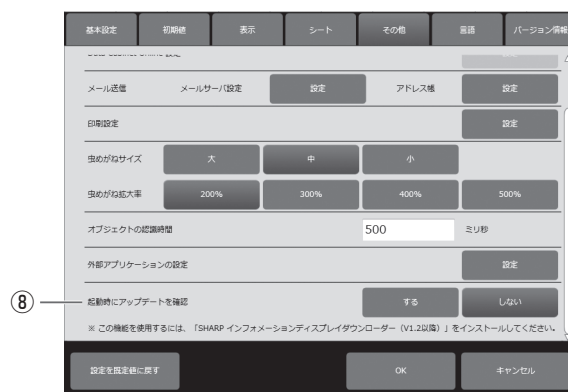 基本設定 初期値 表示 シート その他 言語 バージョン情報
メール送信 メールサーバ設定 設定 アドレス帳 設定
印刷設定 設定
虫めがねサイズ 大 中 小
虫めがね拡大率 200% 300% 400% 500%
オブジェクトの認識時間 500 ミリ秒
外部アプリケーションの設定 設定
⑧ 起動時にアップデートを確認 する しない
※ この機能を使用するには、「SHARP インフォメーションディスプレイダウンローダー（V1.2以降）」をインストールしてください。
設定を既定値に戻す OK キャンセル